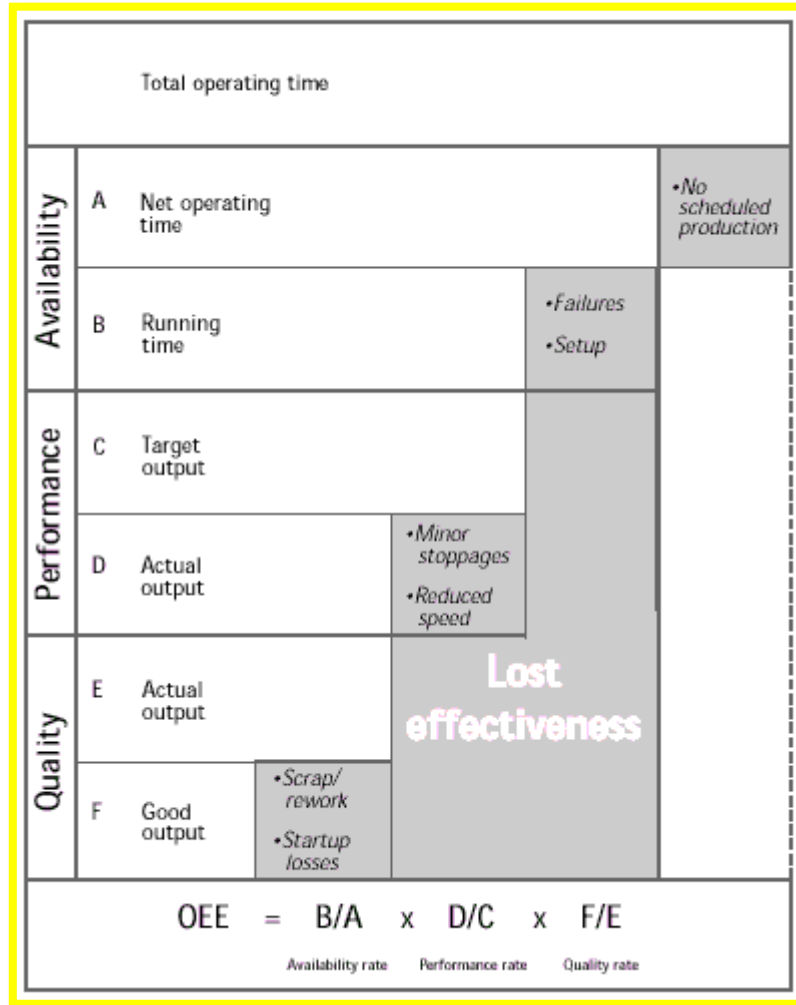 Total operating time
Availability
A
Net operating
time
•No
scheduled
production
B
Running
time
•Failures
•Setup
Performance
C
Target
output
D
Actual
output
•Minor
stoppages
•Reduced
speed
Quality
E
Actual
output
Lost
effectiveness
F
Good
output
•Scrap/
rework
•Startup
losses
OEE = B/A x D/C x F/E
Availability rate Performance rate Quality rate